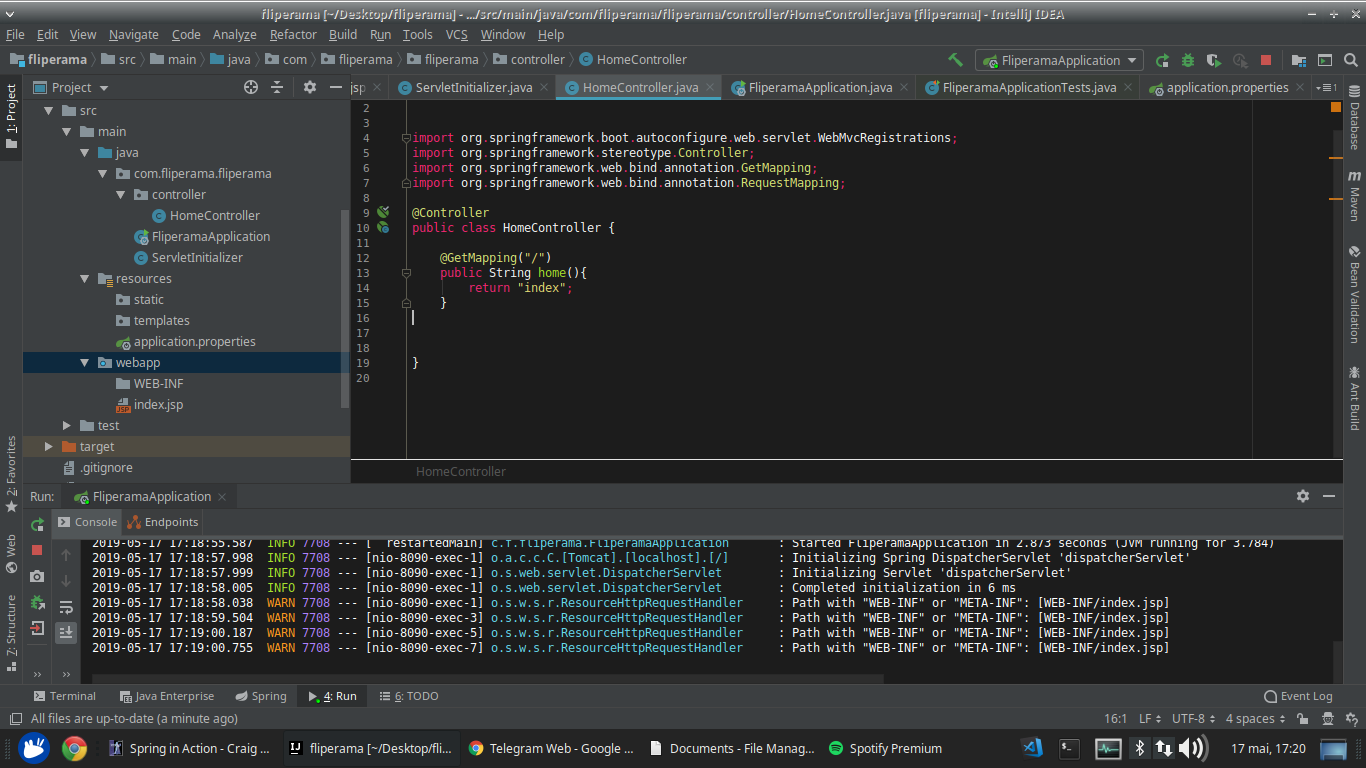 fliperama [~/Desktop/fliperama] - .../src/main/java/com/fliperama/fliperama/controller/HomeController.java [fliperama] - IntelliJ IDEA
File Edit View Navigate Code Analyze Refactor Build Run Tools VCS Window Help
fliperama src main java com fliperama fliperama controller HomeController FliperamaApplication
Project jsp ServletInitializer.java HomeController.java FliperamaApplication.java FliperamaApplicationTests.java application.properties
1: Project
src
main
java
com.fliperama.fliperama
controller
HomeController
FliperamaApplication
ServletInitializer
resources
static
templates
application.properties
webapp
WEB-INF
index.jsp
test
target
.gitignore
2
3
4 import org.springframework.boot.autoconfigure.web.servlet.WebMvcRegistrations;
5 import org.springframework.stereotype.Controller;
6 import org.springframework.web.bind.annotation.GetMapping;
7 import org.springframework.web.bind.annotation.RequestMapping;
8
9 @Controller
10 public class HomeController {
11
12 @GetMapping("/")
13 public String home(){
14 return "index";
15 }
16
17
18
19 }
20
HomeController
Database
Maven
Bean Validation
Ant Build
2: Favorites
Web
7: Structure
Run: FliperamaApplication
Console Endpoints
2019-05-17 17:18:55.587 INFO 7708 --- [ restartedMain] c.f.fliperama.FliperamaApplication : Started FliperamaApplication in 2.873 seconds (JVM running for 3.784)
2019-05-17 17:18:57.998 INFO 7708 --- [nio-8090-exec-1] o.a.c.c.C.[Tomcat].[localhost].[/] : Initializing Spring DispatcherServlet 'dispatcherServlet'
2019-05-17 17:18:57.999 INFO 7708 --- [nio-8090-exec-1] o.s.web.servlet.DispatcherServlet : Initializing Servlet 'dispatcherServlet'
2019-05-17 17:18:58.005 INFO 7708 --- [nio-8090-exec-1] o.s.web.servlet.DispatcherServlet : Completed initialization in 6 ms
2019-05-17 17:18:58.038 WARN 7708 --- [nio-8090-exec-1] o.s.w.s.r.ResourceHttpRequestHandler : Path with "WEB-INF" or "META-INF": [WEB-INF/index.jsp]
2019-05-17 17:18:59.504 WARN 7708 --- [nio-8090-exec-3] o.s.w.s.r.ResourceHttpRequestHandler : Path with "WEB-INF" or "META-INF": [WEB-INF/index.jsp]
2019-05-17 17:19:00.187 WARN 7708 --- [nio-8090-exec-5] o.s.w.s.r.ResourceHttpRequestHandler : Path with "WEB-INF" or "META-INF": [WEB-INF/index.jsp]
2019-05-17 17:19:00.755 WARN 7708 --- [nio-8090-exec-7] o.s.w.s.r.ResourceHttpRequestHandler : Path with "WEB-INF" or "META-INF": [WEB-INF/index.jsp]
Terminal Java Enterprise Spring 4: Run 6: TODO Event Log
All files are up-to-date (a minute ago) 16:1 LF UTF-8 4 spaces
Spring in Action - Craig ... fliperama [~/Desktop/fli... Telegram Web - Google ... Documents - File Manag... Spotify Premium 17 mai, 17:20